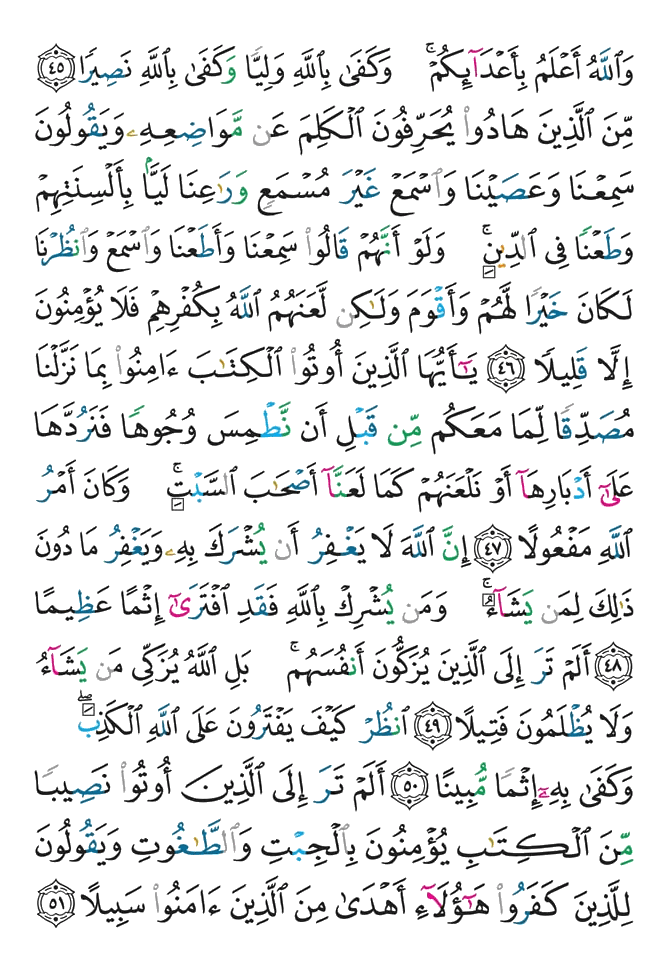 وَٱللَّهُ أَعْلَمُ بِأَعْدَآئِكُمْ ۚ وَكَفَىٰ بِٱللَّهِ وَلِيًّا وَكَفَىٰ بِٱللَّهِ نَصِيرًا ٤٥
مِّنَ ٱلَّذِينَ هَادُوا۟ يُحَرِّفُونَ ٱلْكَلِمَ عَن مَّوَاضِعِهِۦ وَيَقُولُونَ
سَمِعْنَا وَعَصَيْنَا وَٱسْمَعْ غَيْرَ مُسْمَعٍ وَرَٰعِنَا لَيًّۢا بِأَلْسِنَتِهِمْ
وَطَعْنًا فِى ٱلدِّينِ ۚ وَلَوْ أَنَّهُمْ قَالُوا۟ سَمِعْنَا وَأَطَعْنَا وَٱسْمَعْ وَٱنظُرْنَا
لَكَانَ خَيْرًا لَّهُمْ وَأَقْوَمَ وَلَٰكِن لَّعَنَهُمُ ٱللَّهُ بِكُفْرِهِمْ فَلَا يُؤْمِنُونَ
إِلَّا قَلِيلًا ٤٦ يَٰٓأَيُّهَا ٱلَّذِينَ أُوتُوا۟ ٱلْكِتَٰبَ ءَامِنُوا۟ بِمَا نَزَّلْنَا
مُصَدِّقًا لِّمَا مَعَكُم مِّن قَبْلِ أَن نَّطْمِسَ وُجُوهًا فَنَرُدَّهَا
عَلَىٰٓ أَدْبَارِهَآ أَوْ نَلْعَنَهُمْ كَمَا لَعَنَّآ أَصْحَٰبَ ٱلسَّبْتِ ۚ وَكَانَ أَمْرُ
ٱللَّهِ مَفْعُولًا ٤٧ إِنَّ ٱللَّهَ لَا يَغْفِرُ أَن يُشْرَكَ بِهِۦ وَيَغْفِرُ مَا دُونَ
ذَٰلِكَ لِمَن يَشَآءُ ۚ وَمَن يُشْرِكْ بِٱللَّهِ فَقَدِ ٱفْتَرَىٰٓ إِثْمًا عَظِيمًا
٤٨ أَلَمْ تَرَ إِلَى ٱلَّذِينَ يُزَكُّونَ أَنفُسَهُم ۚ بَلِ ٱللَّهُ يُزَكِّى مَن يَشَآءُ
وَلَا يُظْلَمُونَ فَتِيلًا ٤٩ ٱنظُرْ كَيْفَ يَفْتَرُونَ عَلَى ٱللَّهِ ٱلْكَذِبَ ۖ
وَكَفَىٰ بِهِۦٓ إِثْمًا مُّبِينًا ٥٠ أَلَمْ تَرَ إِلَى ٱلَّذِينَ أُوتُوا۟ نَصِيبًا
مِّنَ ٱلْكِتَٰبِ يُؤْمِنُونَ بِٱلْجِبْتِ وَٱلطَّٰغُوتِ وَيَقُولُونَ
لِلَّذِينَ كَفَرُوا۟ هَٰٓؤُلَآءِ أَهْدَىٰ مِنَ ٱلَّذِينَ ءَامَنُوا۟ سَبِيلًا ٥١